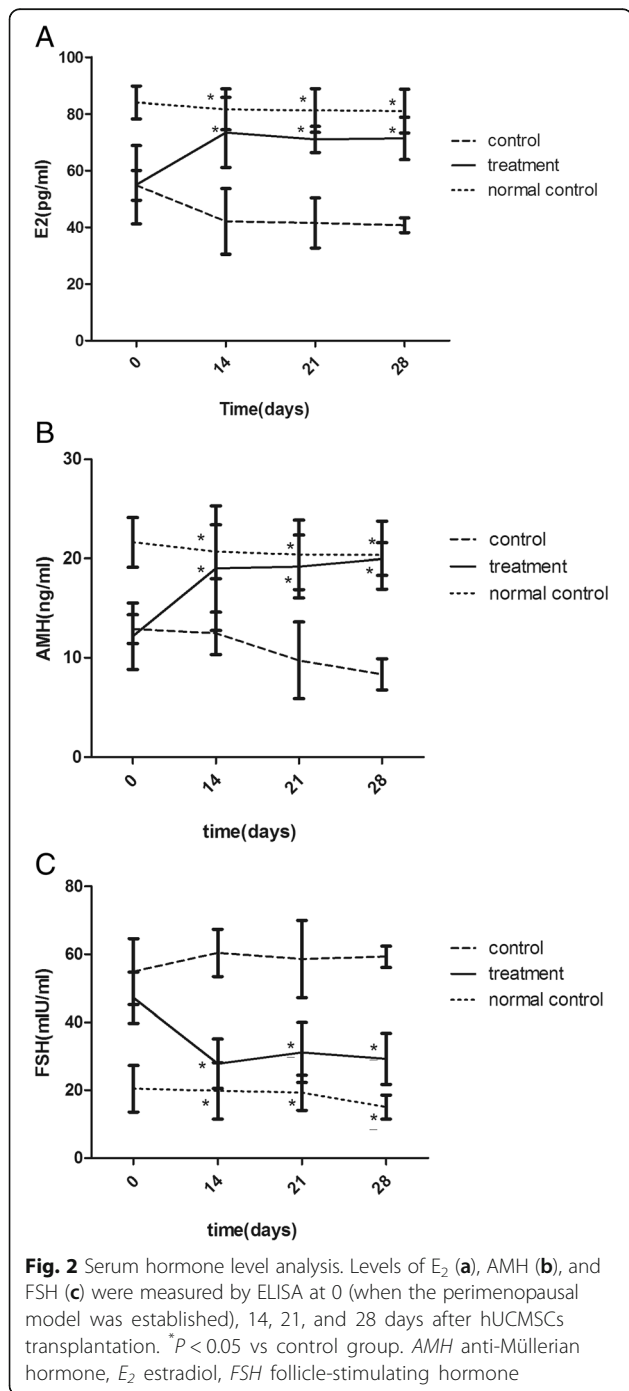 A
100
80
60
40
20
0
E2(pg/ml)
* * *
* * *
0 14 21 28
Time(days)
control
treatment
normal control
B
30
20
10
0
AMH(ng/ml)
* * *
* * *
0 14 21 28
time(days)
control
treatment
normal control
C
80
60
40
20
0
FSH(mIU/ml)
* * *
* * *
0 14 21 28
time(days)
control
treatment
normal control
Fig. 2 Serum hormone level analysis. Levels of E₂ (a), AMH (b), and
FSH (c) were measured by ELISA at 0 (when the perimenopausal
model was established), 14, 21, and 28 days after hUCMSCs
transplantation. *P < 0.05 vs control group. AMH anti-Müllerian
hormone, E₂ estradiol, FSH follicle-stimulating hormone